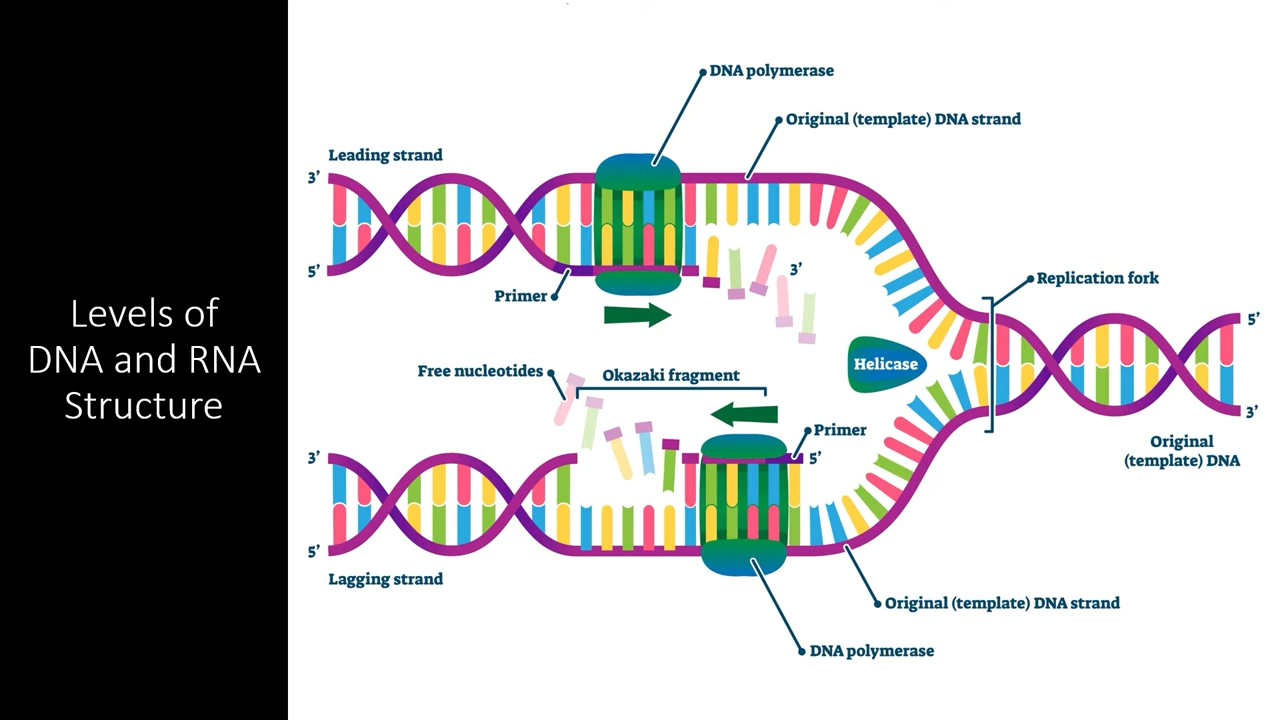 Levels of
DNA and RNA
Structure
DNA polymerase
Original (template) DNA strand
Leading strand
3’
5’
Primer
3’
Replication fork
Helicase
5’
3’
Original
(template) DNA
Free nucleotides
Okazaki fragment
Primer
5’
3’
5’
Lagging strand
Original (template) DNA strand
DNA polymerase